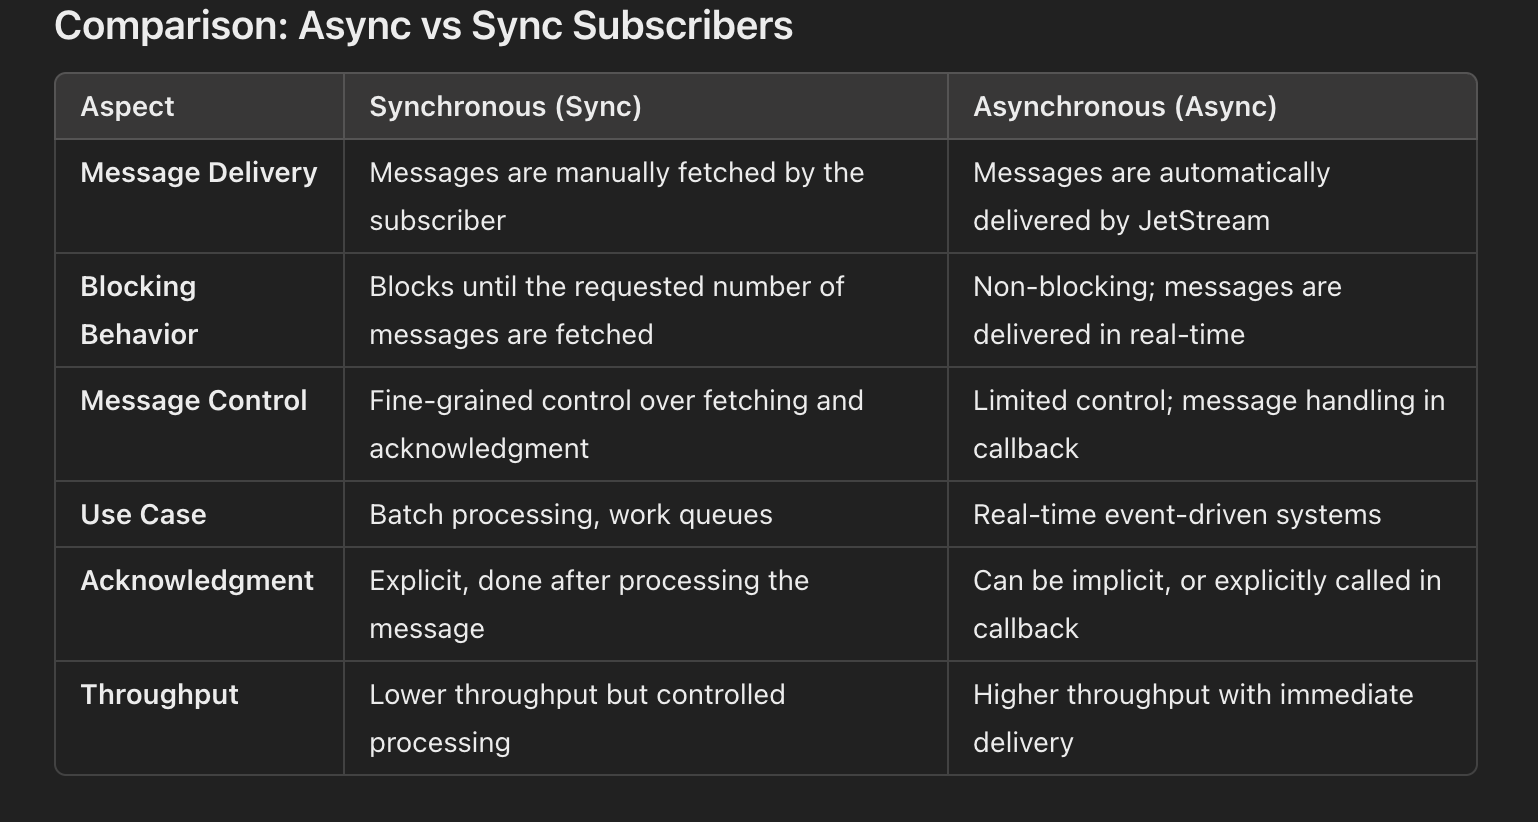 Comparison: Async vs Sync Subscribers
Aspect
Synchronous (Sync)
Asynchronous (Async)
Message Delivery
Messages are manually fetched by the
subscriber
Messages are automatically
delivered by JetStream
Blocking
Behavior
Blocks until the requested number of
messages are fetched
Non-blocking; messages are
delivered in real-time
Message Control
Fine-grained control over fetching and
acknowledgment
Limited control; message handling in
callback
Use Case
Batch processing, work queues
Real-time event-driven systems
Acknowledgment
Explicit, done after processing the
message
Can be implicit, or explicitly called in
callback
Throughput
Lower throughput but controlled
processing
Higher throughput with immediate
delivery